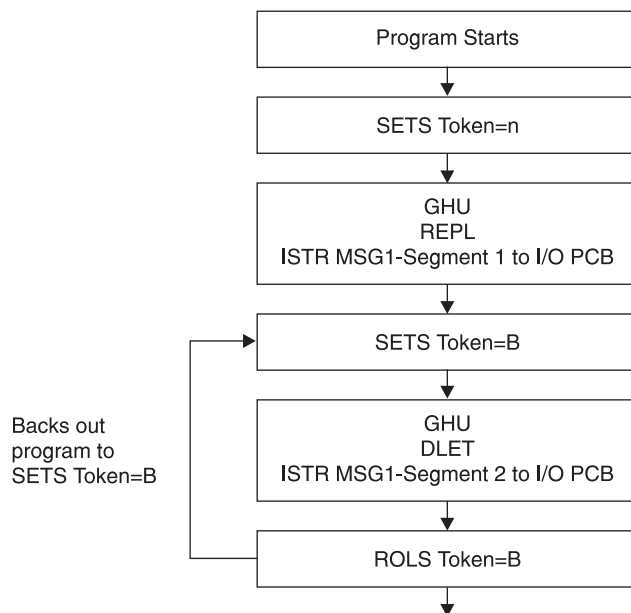 Program Starts
SETS Token=n
GHU
REPL
ISTR MSG1-Segment 1 to I/O PCB
SETS Token=B
GHU
DLET
ISTR MSG1-Segment 2 to I/O PCB
ROLS Token=B
Backs out
program to
SETS Token=B